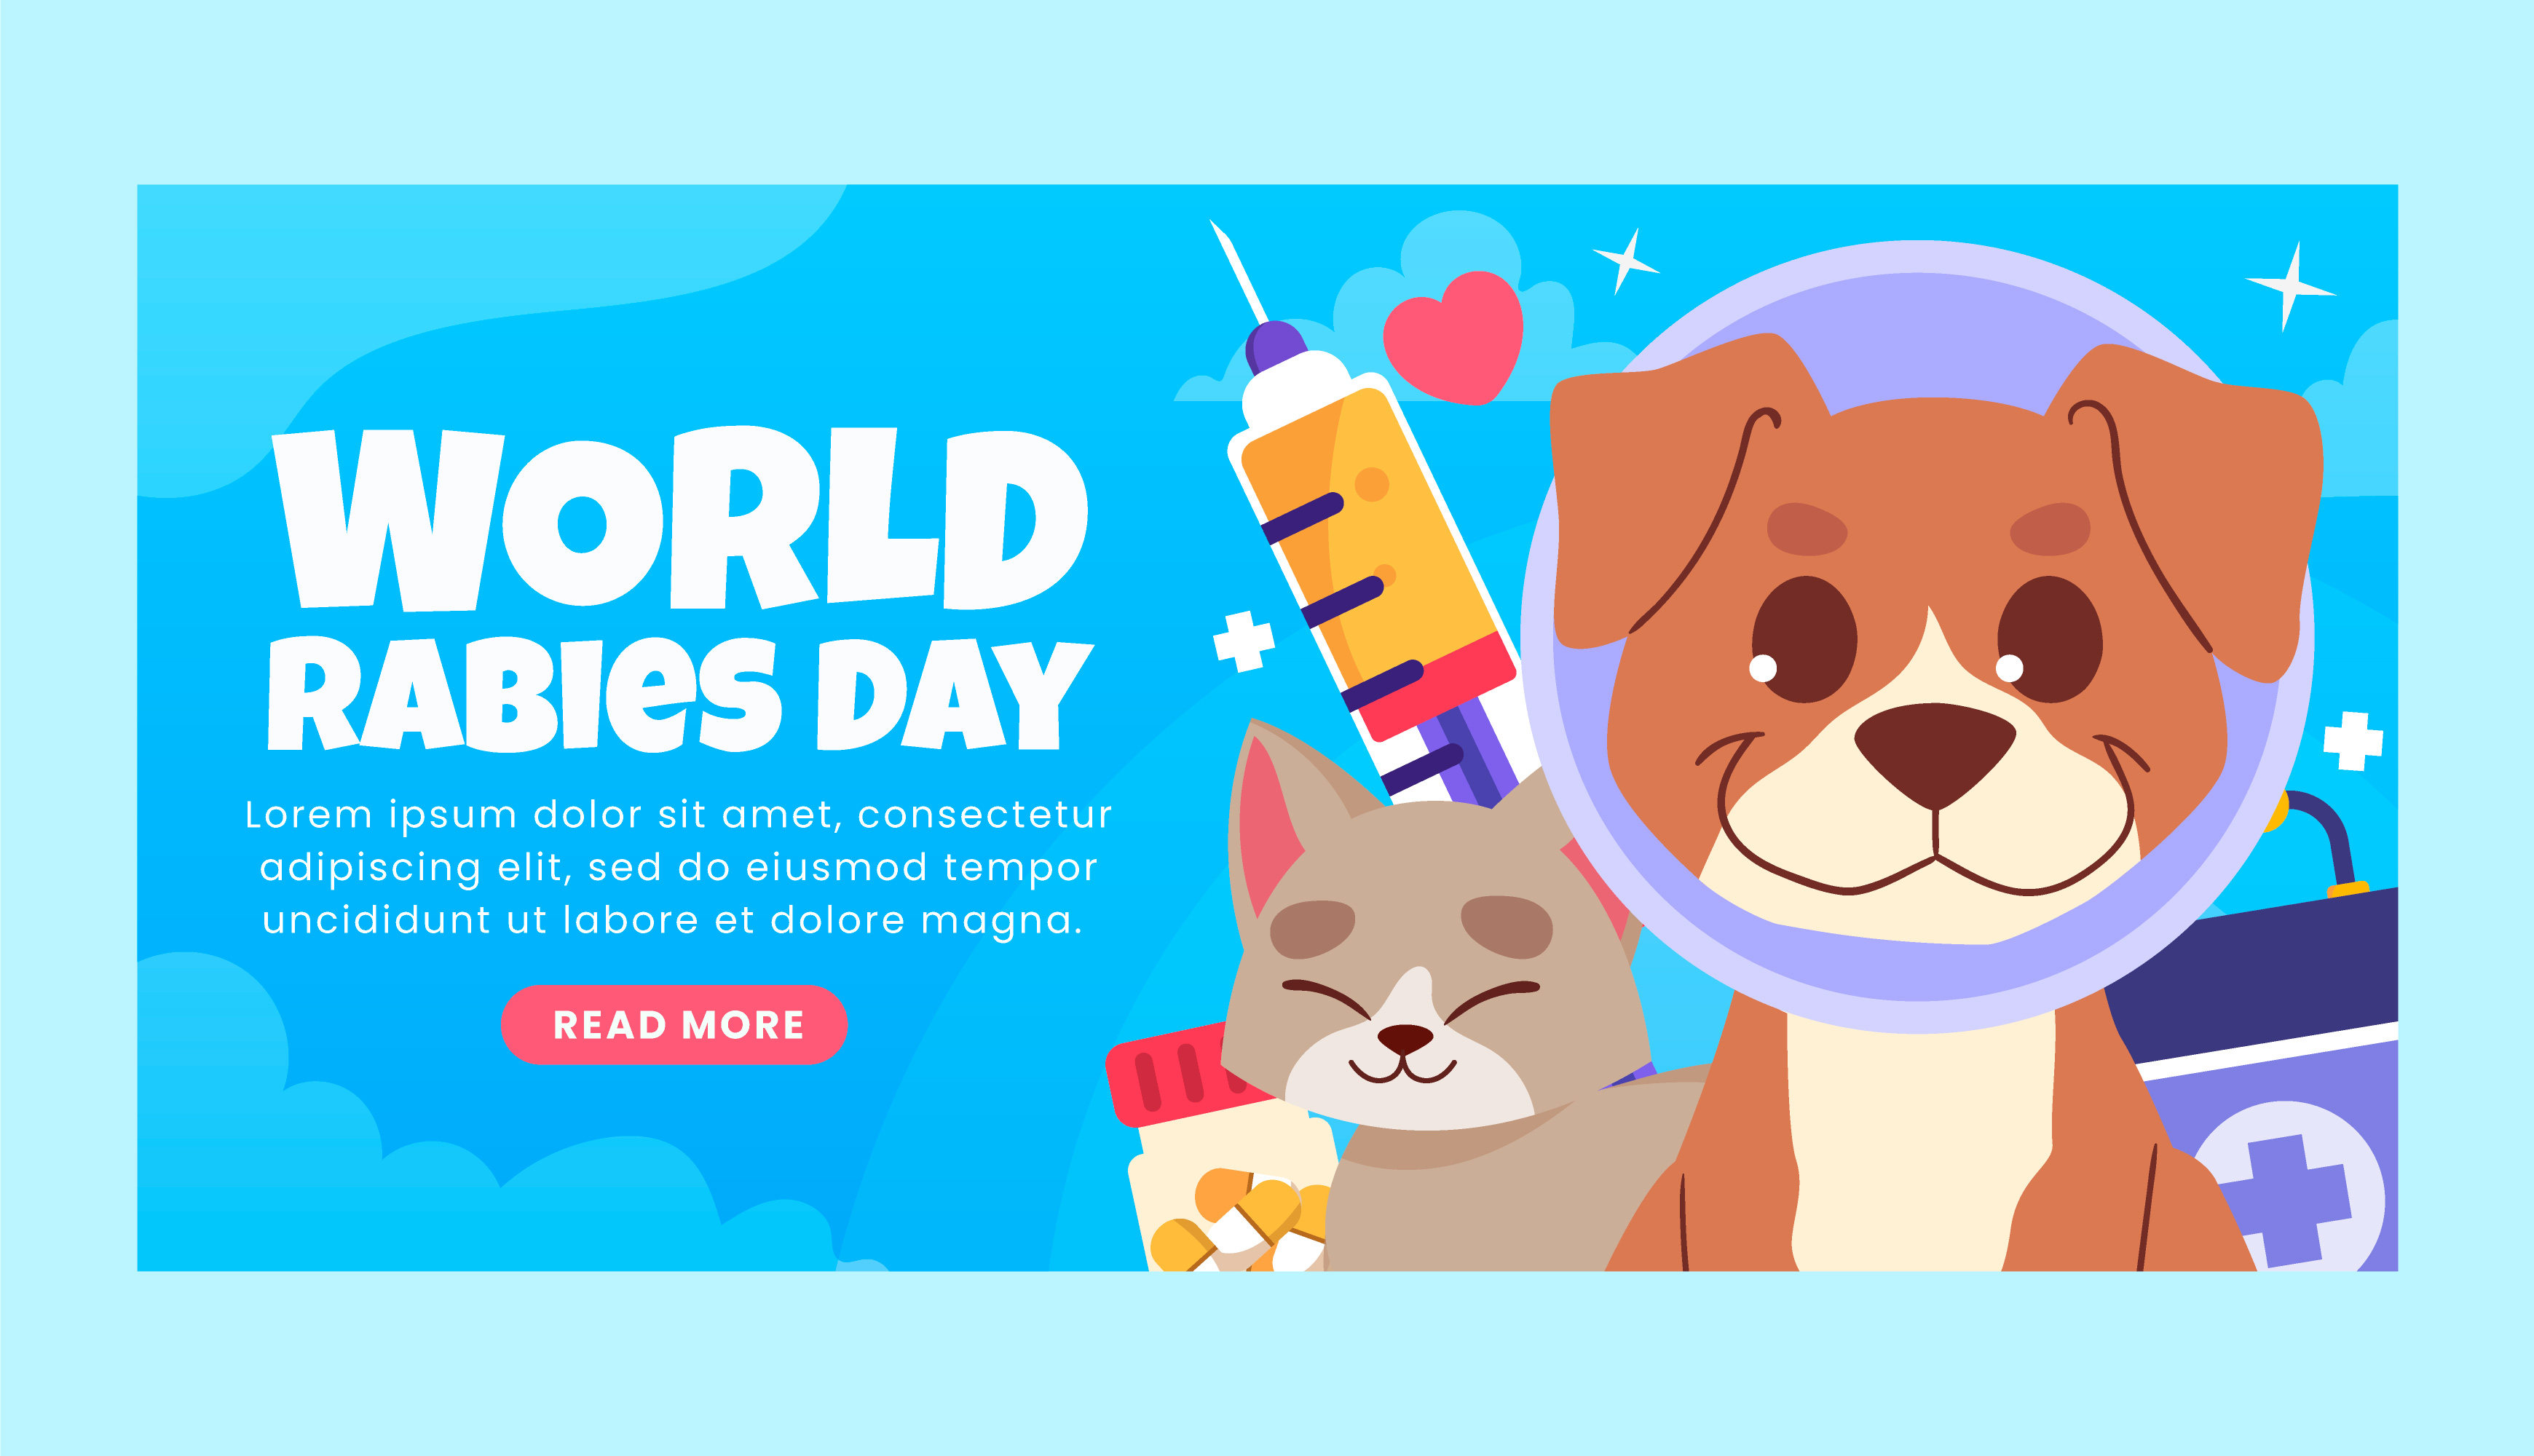 WORLD
RABIeS DAY
Lorem ipsum dolor sit amet, consectetur
adipiscing elit, sed do eiusmod tempor
uncididunt ut labore et dolore magna.
READ MORE